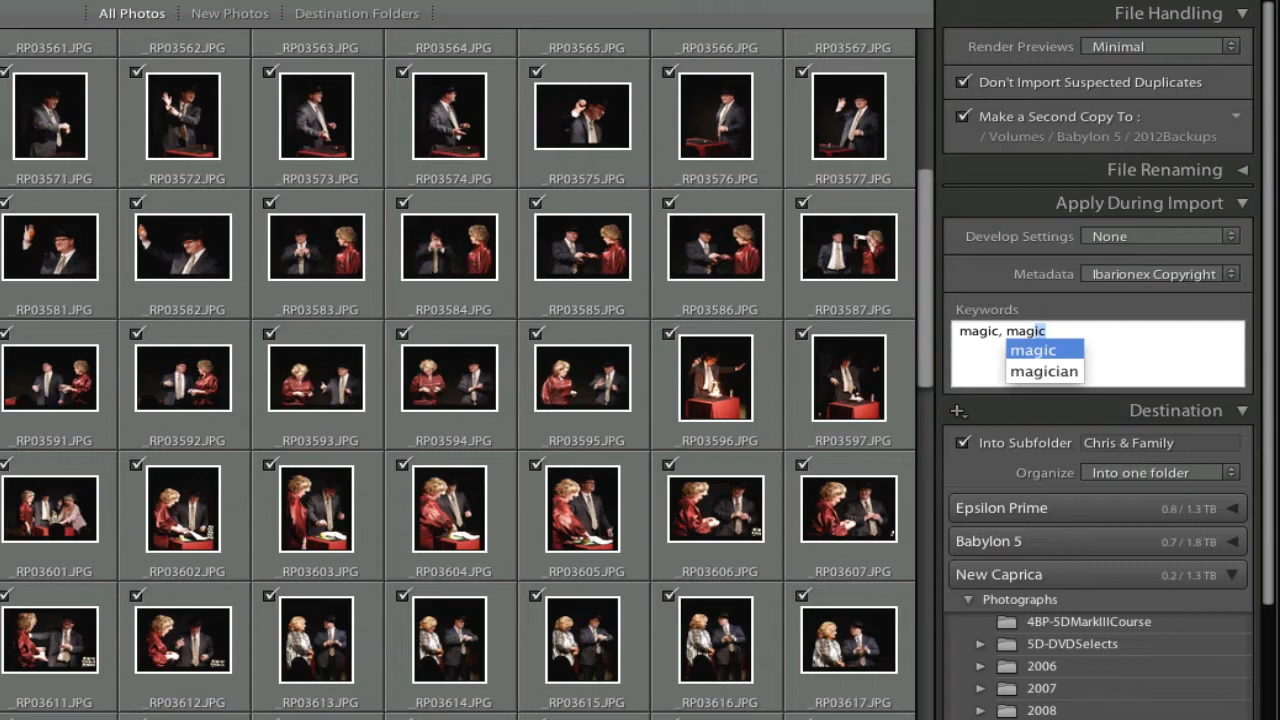 All Photos New Photos Destination Folders
_RP03561.JPG _RP03562.JPG _RP03563.JPG _RP03564.JPG _RP03565.JPG _RP03566.JPG _RP03567.JPG
_RP03571.JPG _RP03572.JPG _RP03573.JPG _RP03574.JPG _RP03575.JPG _RP03576.JPG _RP03577.JPG
_RP03581.JPG _RP03582.JPG _RP03583.JPG _RP03584.JPG _RP03585.JPG _RP03586.JPG _RP03587.JPG
_RP03591.JPG _RP03592.JPG _RP03593.JPG _RP03594.JPG _RP03595.JPG _RP03596.JPG _RP03597.JPG
_RP03601.JPG _RP03602.JPG _RP03603.JPG _RP03604.JPG _RP03605.JPG _RP03606.JPG _RP03607.JPG
_RP03611.JPG _RP03612.JPG _RP03613.JPG _RP03614.JPG _RP03615.JPG _RP03616.JPG _RP03617.JPG
File Handling
Render Previews Minimal
Don't Import Suspected Duplicates
Make a Second Copy To :
/ Volumes / Babylon 5 / 2012Backups
File Renaming
Apply During Import
Develop Settings None
Metadata Ibarionex Copyright
Keywords
magic, magic
magic
magician
Destination
Into Subfolder Chris & Family
Organize Into one folder
Epsilon Prime 0.8 / 1.3 TB
Babylon 5 0.7 / 1.8 TB
New Caprica 0.2 / 1.3 TB
Photographs
4BP-5DMarkIIICourse
5D-DVDSelects
2006
2007
2008